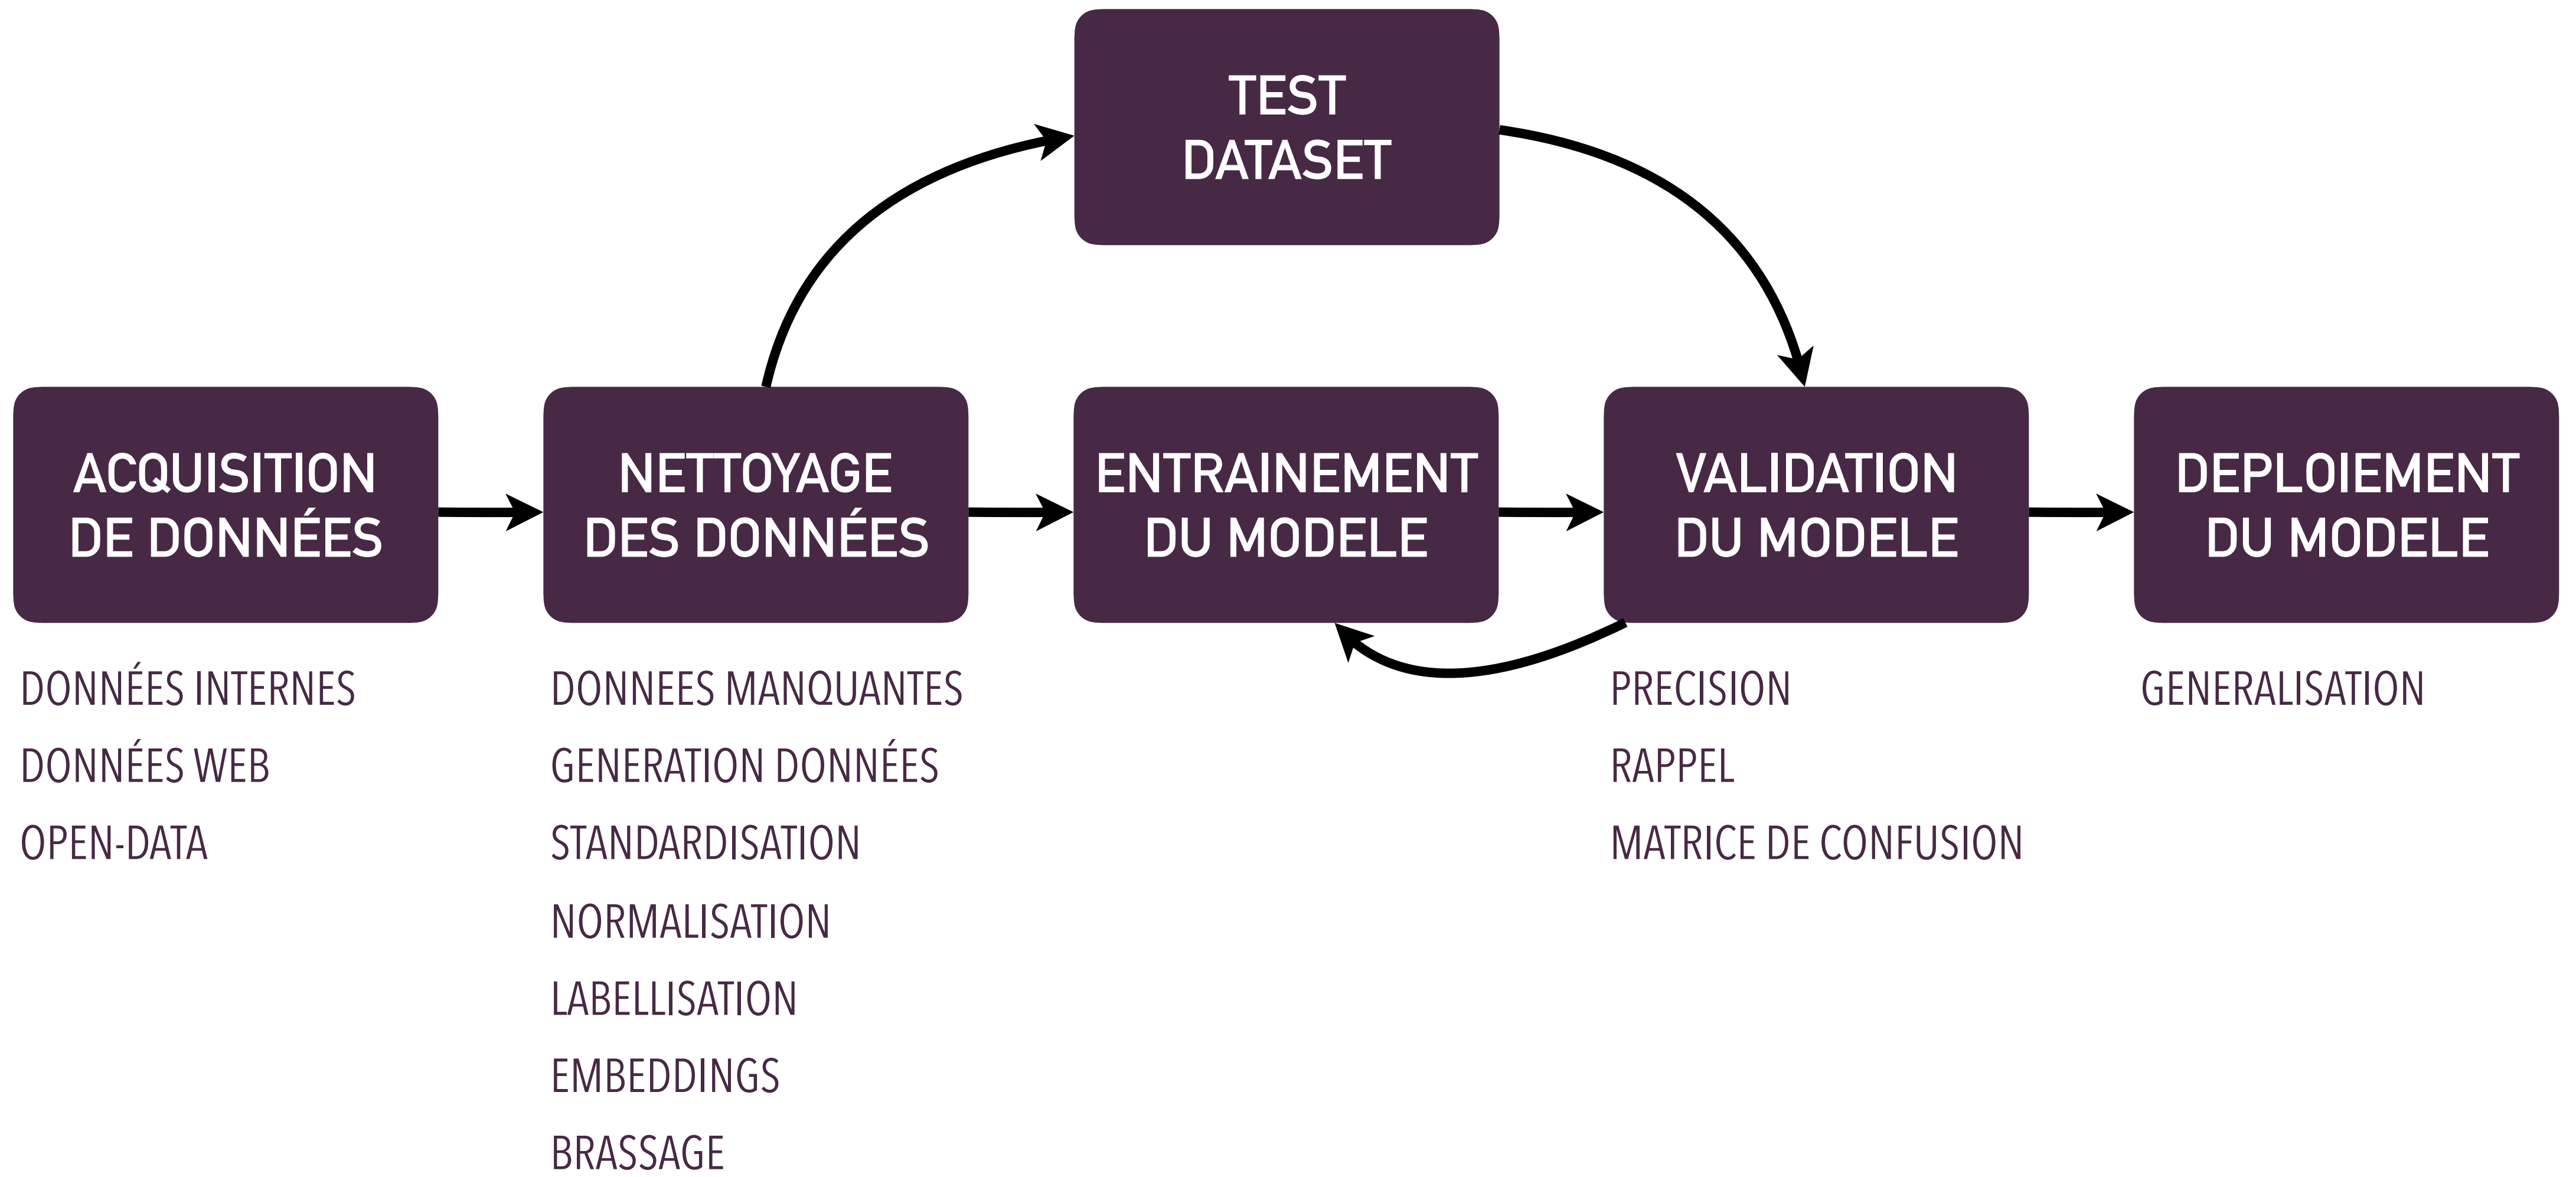 TEST
DATASET
ACQUISITION
DE DONNÉES
NETTOYAGE
DES DONNÉES
ENTRAINEMENT
DU MODELE
VALIDATION
DU MODELE
DEPLOIEMENT
DU MODELE
DONNÉES INTERNES
DONNÉES WEB
OPEN-DATA
DONNEES MANQUANTES
GENERATION DONNÉES
STANDARDISATION
NORMALISATION
LABELLISATION
EMBEDDINGS
BRASSAGE
PRECISION
RAPPEL
MATRICE DE CONFUSION
GENERALISATION